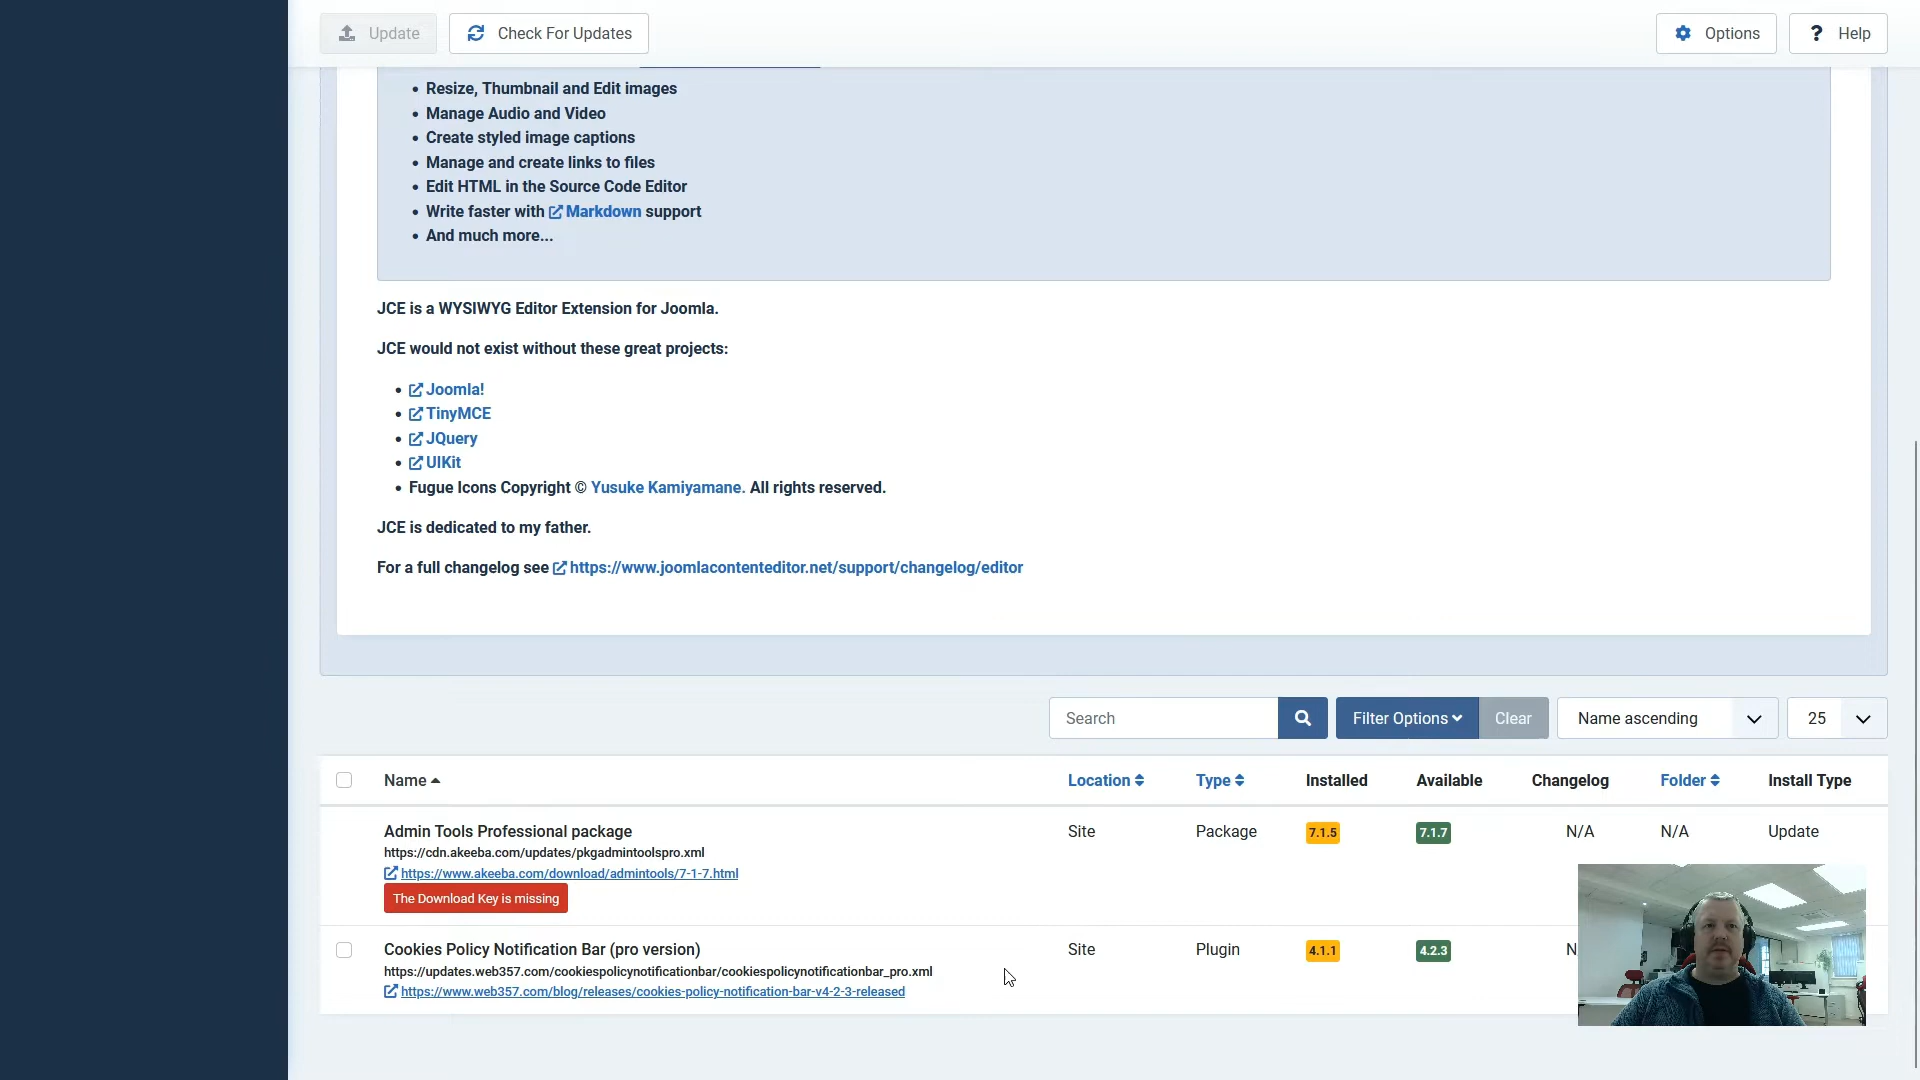 Update
Check For Updates
Options
? Help
Resize, Thumbnail and Edit images
Manage Audio and Video
Create styled image captions
Manage and create links to files
Edit HTML in the Source Code Editor
Write faster with Markdown support
And much more...
JCE is a WYSIWYG Editor Extension for Joomla.
JCE would not exist without these great projects:
Joomla!
TinyMCE
JQuery
UIKit
Fugue Icons Copyright © Yusuke Kamiyamane. All rights reserved.
JCE is dedicated to my father.
For a full changelog see https://www.joomlacontenteditor.net/support/changelog/editor
Search
Filter Options
Clear
Name ascending
25
Name Location Type Installed Available Changelog Folder Install Type
Admin Tools Professional package Site Package 7.1.5 7.1.7 N/A N/A Update
https://cdn.akeeba.com/updates/pkgadmintoolspro.xml
https://www.akeeba.com/download/admintools/7-1-7.html
The Download Key is missing
Cookies Policy Notification Bar (pro version) Site Plugin 4.1.1 4.2.3 N
https://updates.web357.com/cookiespolicynotificationbar/cookiespolicynotificationbar_pro.xml
https://www.web357.com/blog/releases/cookies-policy-notification-bar-v4-2-3-released